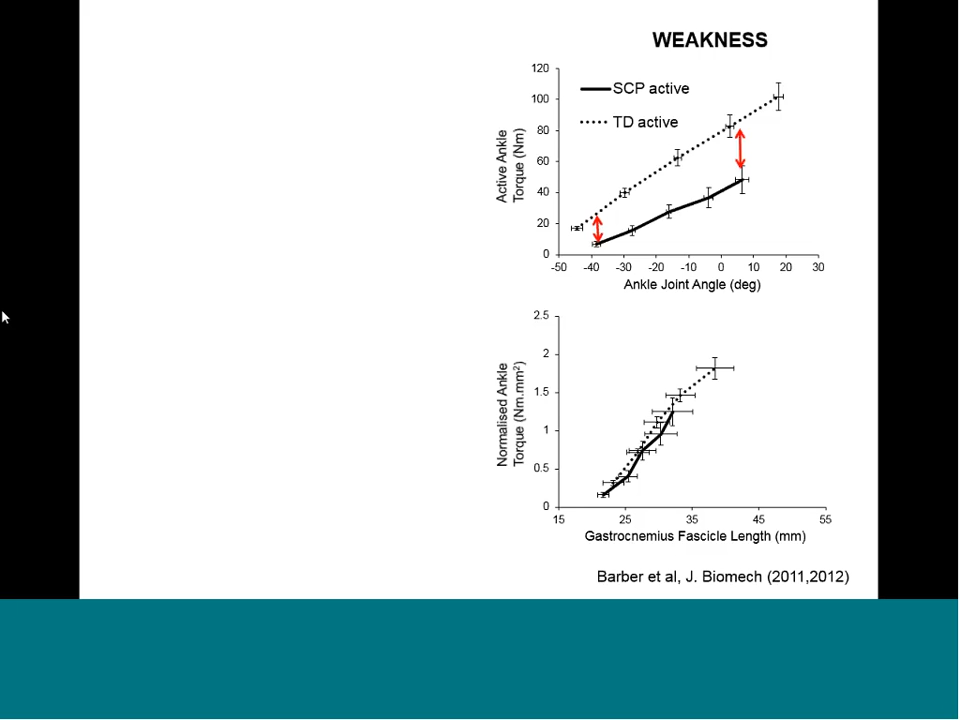 WEAKNESS
120
100
80
60
40
20
0
Active Ankle
Torque (Nm)
SCP active
TD active
-50 -40 -30 -20 -10 0 10 20 30
Ankle Joint Angle (deg)
2.5
2
1.5
1
0.5
0
Normalised Ankle
Torque (Nm.mm²)
15 25 35 45 55
Gastrocnemius Fascicle Length (mm)
Barber et al, J. Biomech (2011,2012)